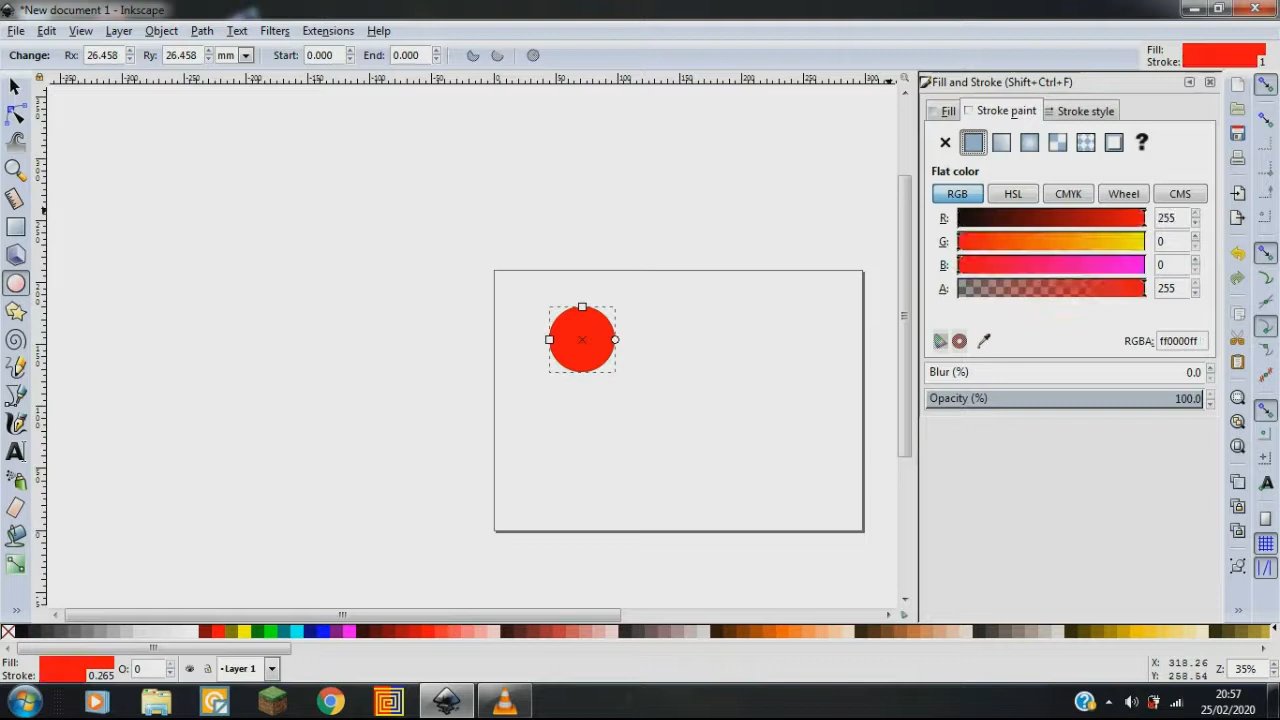 *New document 1 - Inkscape
File Edit View Layer Object Path Text Filters Extensions Help
Change: Rx: 26.458 Ry: 26.458 mm Start: 0.000 End: 0.000
Fill:
Stroke: 1
Fill and Stroke (Shift+Ctrl+F)
Fill Stroke paint Stroke style
Flat color
RGB HSL CMYK Wheel CMS
R: 255
G: 0
B: 0
A: 255
RGBA: ff0000ff
Blur (%) 0.0
Opacity (%) 100.0
Fill:
Stroke: 0.265 O: 0 Layer 1
X: 318.26
Y: 258.54 Z: 35%
20:57
25/02/2020